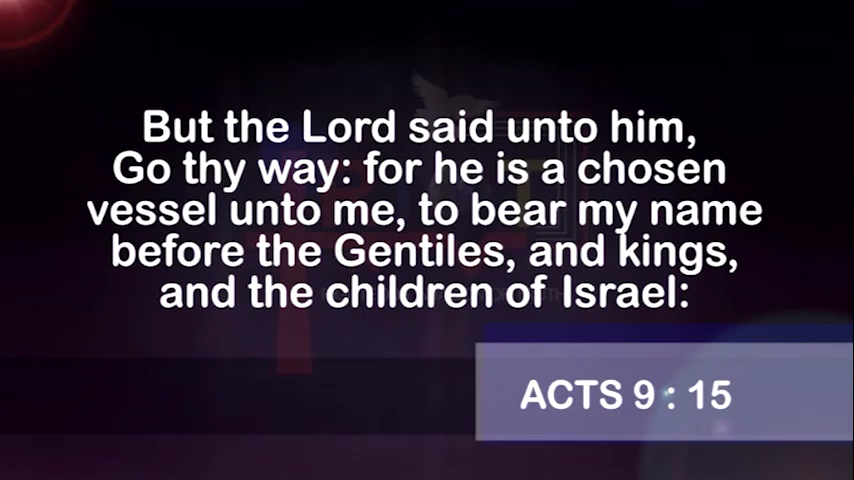 But the Lord said unto him,
Go thy way: for he is a chosen
vessel unto me, to bear my name
before the Gentiles, and kings,
and the children of Israel:
ACTS 9 : 15